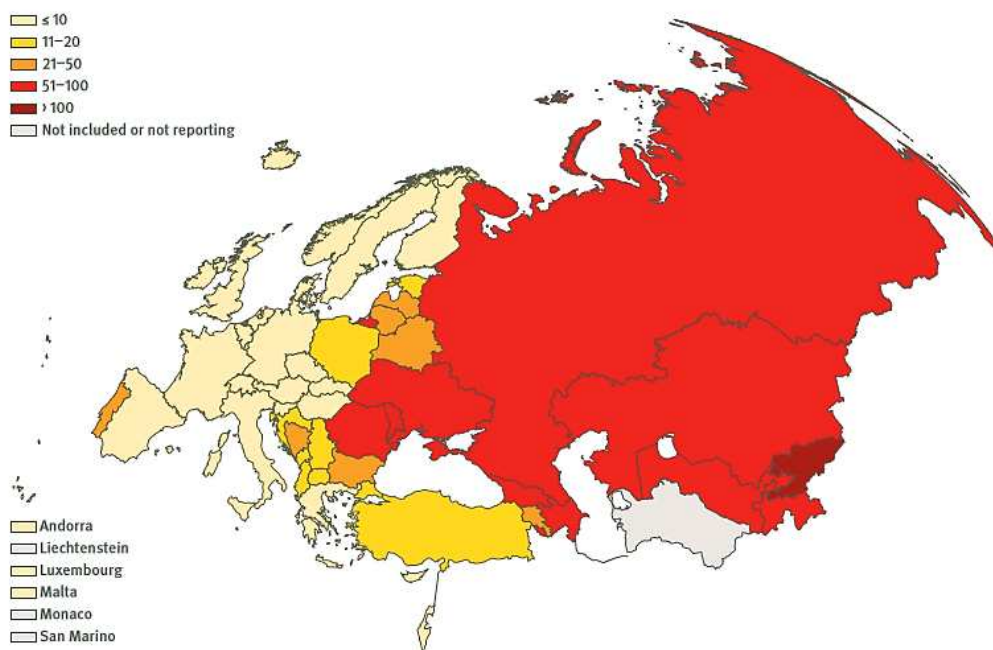 ≤ 10
11–20
21–50
51–100
> 100
Not included or not reporting
Andorra
Liechtenstein
Luxembourg
Malta
Monaco
San Marino